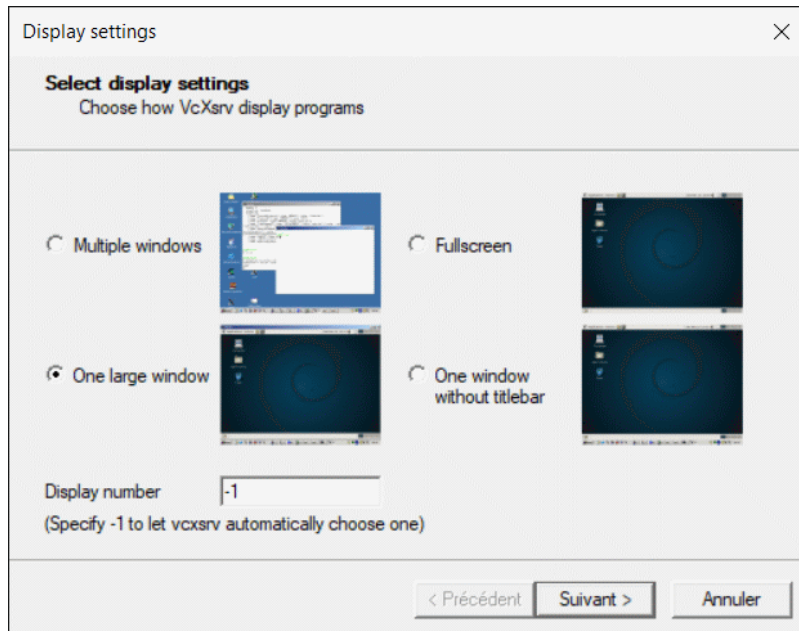 Display settings
Select display settings
Choose how VcXsrv display programs
Multiple windows
Fullscreen
One large window
One window
without titlebar
Display number
-1
(Specify -1 to let vcxsrv automatically choose one)
< Précédent
Suivant >
Annuler